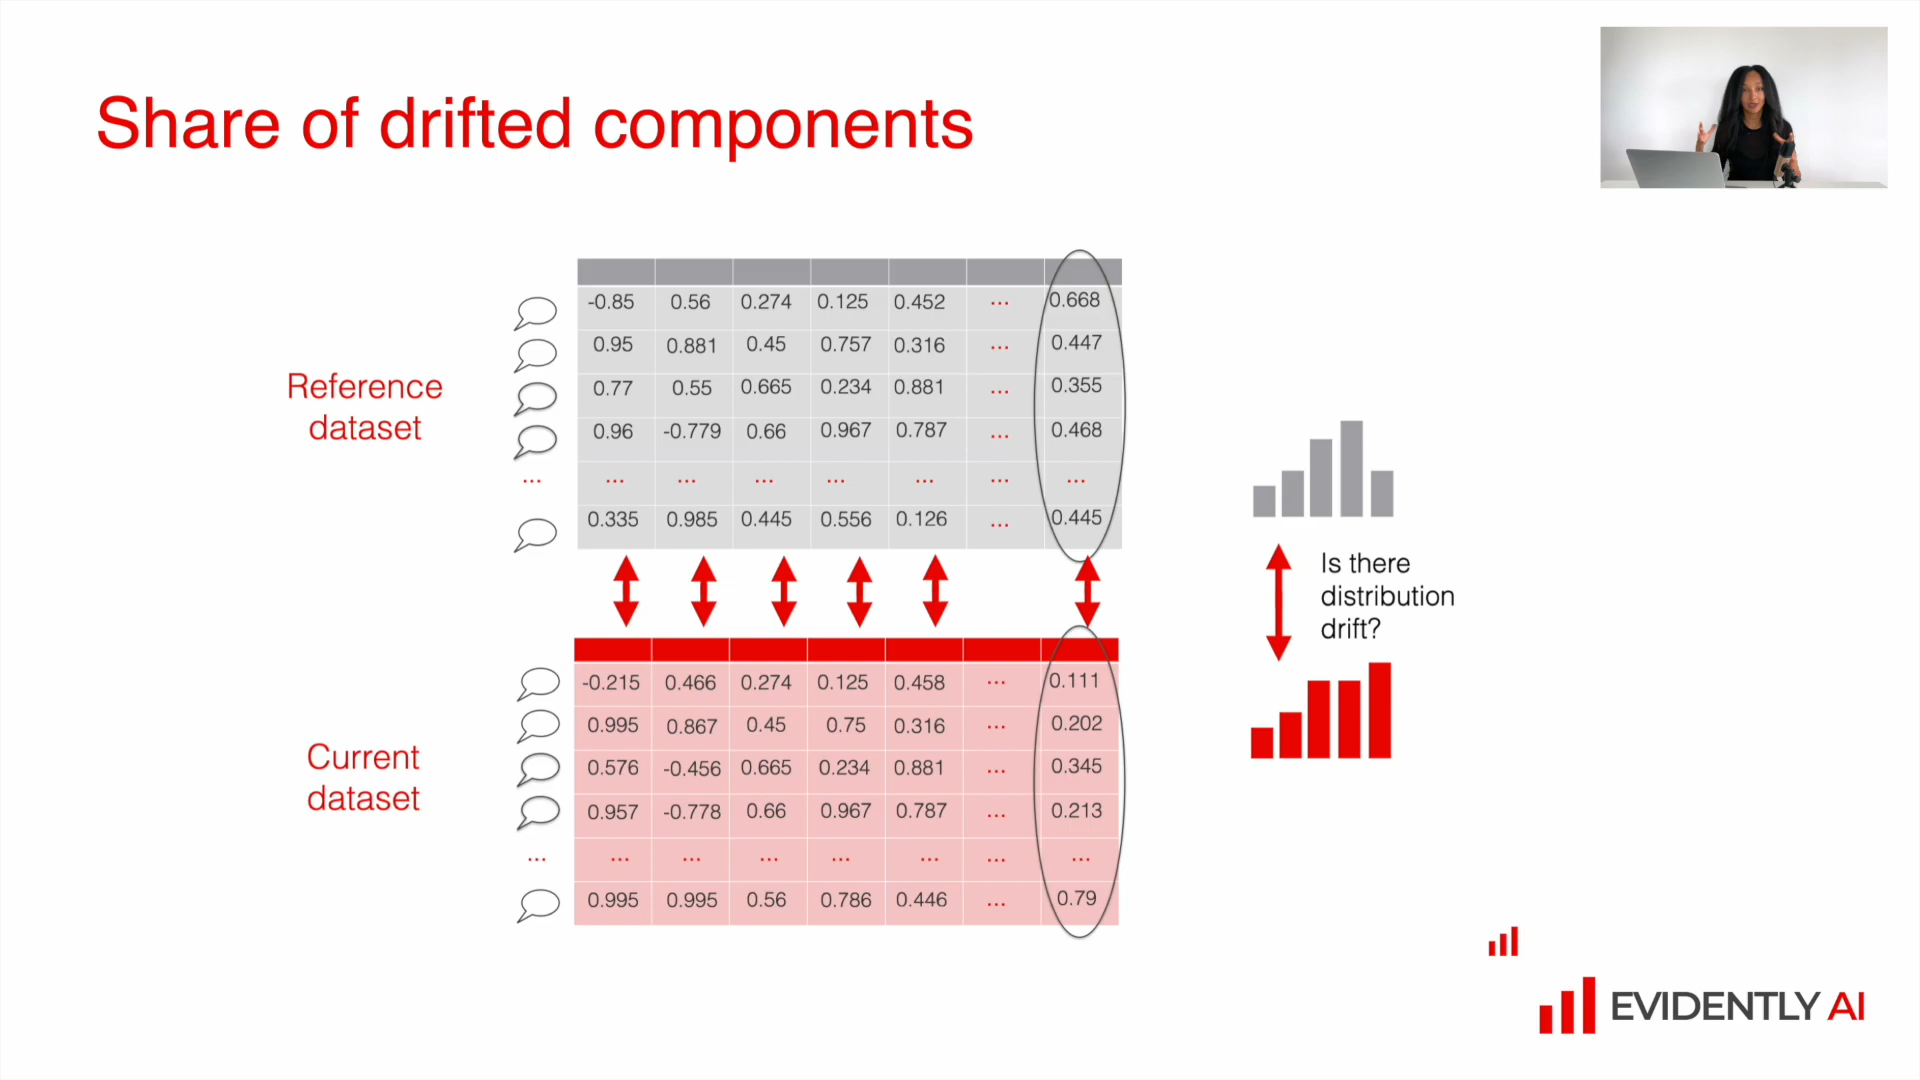 Share of drifted components
Reference
dataset
-0.85 0.56 0.274 0.125 0.452 ... 0.668
0.95 0.881 0.45 0.757 0.316 ... 0.447
0.77 0.55 0.665 0.234 0.881 ... 0.355
0.96 -0.779 0.66 0.967 0.787 ... 0.468
... ... ... ... ... ... ... ...
0.335 0.985 0.445 0.556 0.126 ... 0.445
Is there
distribution
drift?
Current
dataset
-0.215 0.466 0.274 0.125 0.458 ... 0.111
0.995 0.867 0.45 0.75 0.316 ... 0.202
0.576 -0.456 0.665 0.234 0.881 ... 0.345
0.957 -0.778 0.66 0.967 0.787 ... 0.213
... ... ... ... ... ... ... ...
0.995 0.995 0.56 0.786 0.446 ... 0.79
EVIDENTLY AI